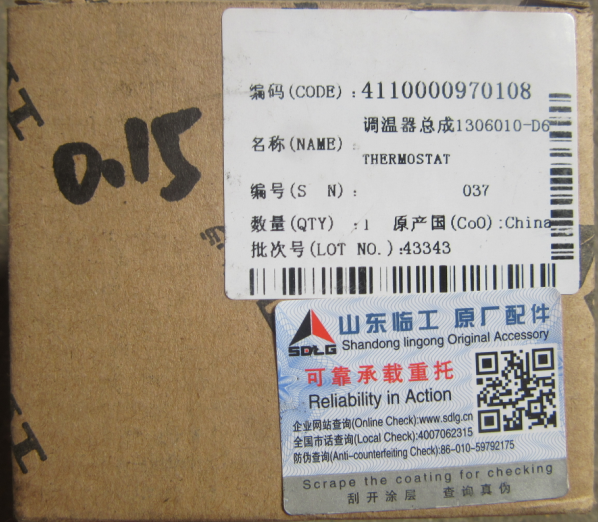 0.15
编码(CODE) :4110000970108
调温器总成1306010-D6
名称(NAME):
THERMOSTAT
编号(S N): 037
数量(QTY) :1 原产国(CoO):China
批次号(LOT NO.):43343
SDLG
山东临工 原厂配件
Shandong lingong Original Accessory
可靠承载重托
Reliability in Action
企业网站查询(Online Check):www.sdlg.cn
全国市话查询(Local Check):4007062315
防伪查询(Anti-counterfeiting Check):86-010-59792175
Scrape the coating for checking
刮开涂层 查询真伪